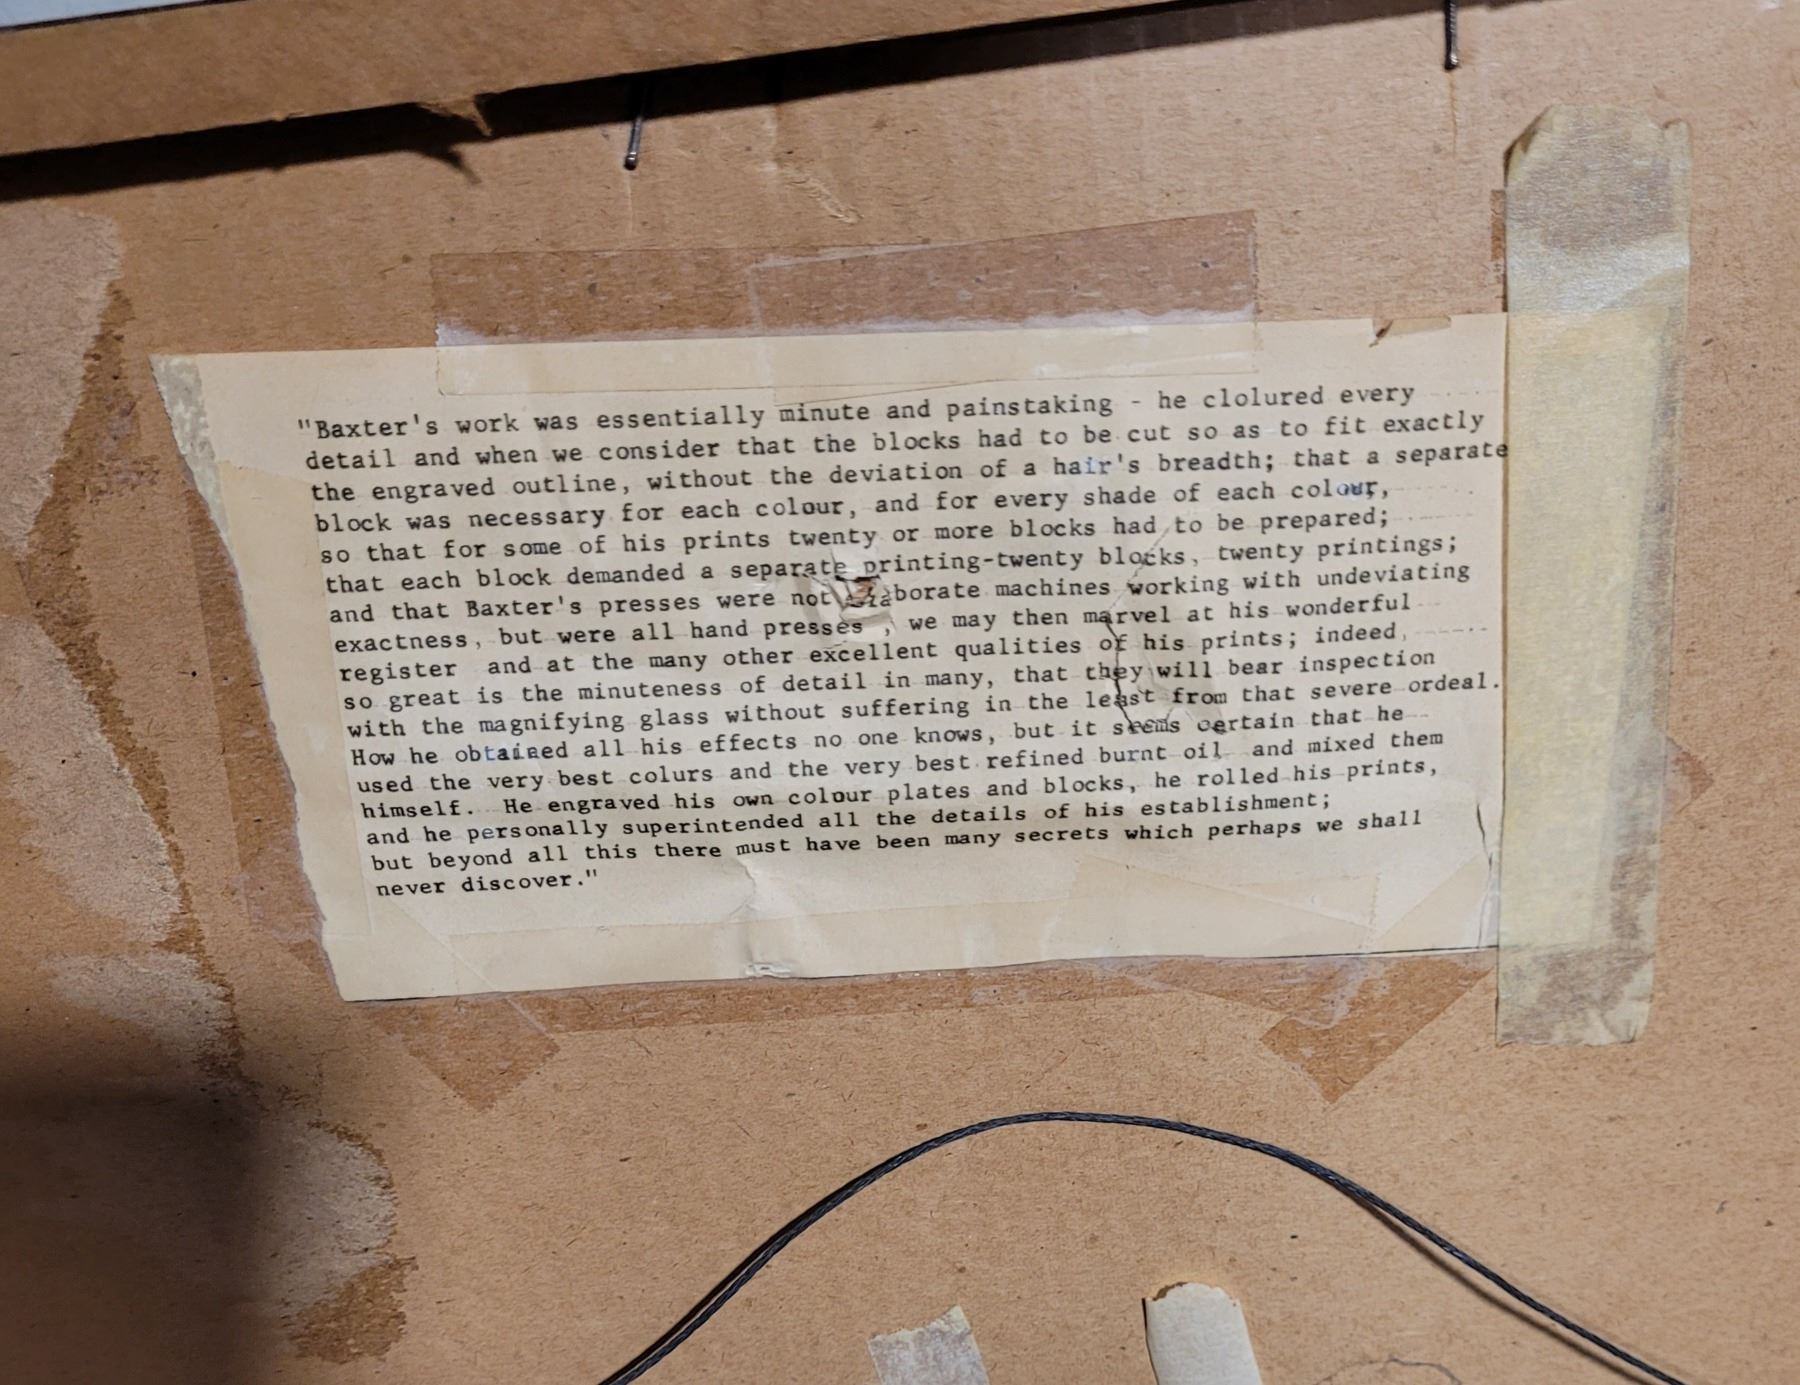 "Baxter's work was essentially minute and painstaking - he clolured every
detail and when we consider that the blocks had to be cut so as to fit exactly
the engraved outline, without the deviation of a hair's breadth; that a separate
block was necessary for each colour, and for every shade of each colour,
so that for some of his prints twenty or more blocks had to be prepared;
that each block demanded a separate printing-twenty blocks, twenty printings;
and that Baxter's presses were not elaborate machines working with undeviating
exactness, but were all hand presses , we may then marvel at his wonderful
register and at the many other excellent qualities of his prints; indeed,
so great is the minuteness of detail in many, that they will bear inspection
with the magnifying glass without suffering in the least from that severe ordeal.
How he obtained all his effects no one knows, but it seems certain that he
used the very best colurs and the very best refined burnt oil and mixed them
himself. He engraved his own colour plates and blocks, he rolled his prints,
and he personally superintended all the details of his establishment;
but beyond all this there must have been many secrets which perhaps we shall
never discover."